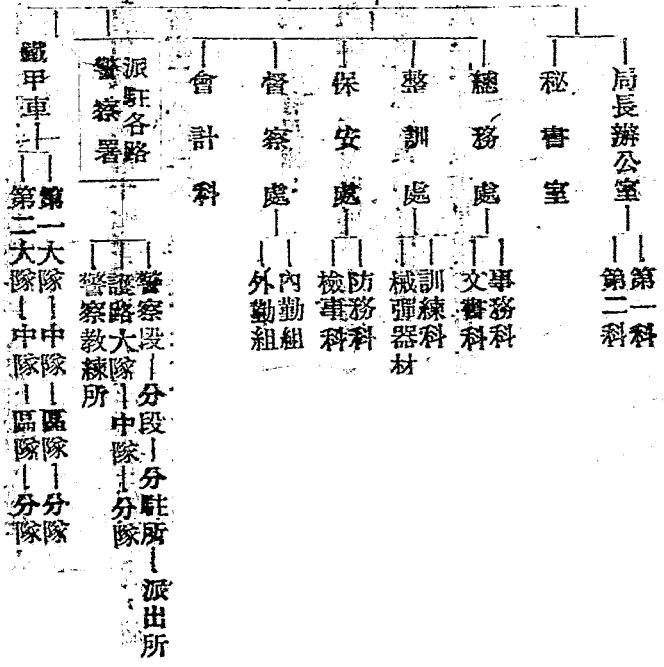 局長辦公室
第一科
第二科
秘書室
總務處
事務科
文書科
整訓處
訓練科
械彈器材
保安處
防務科
檢事科
督察處
內勤組
外勤組
會計科
派駐各路
警察署
警察段－分段－分駐所－派出所
護路大隊－中隊－分隊
警察教練所
鐵甲車
第一大隊－中隊－區隊－分隊
第二大隊－中隊－區隊－分隊